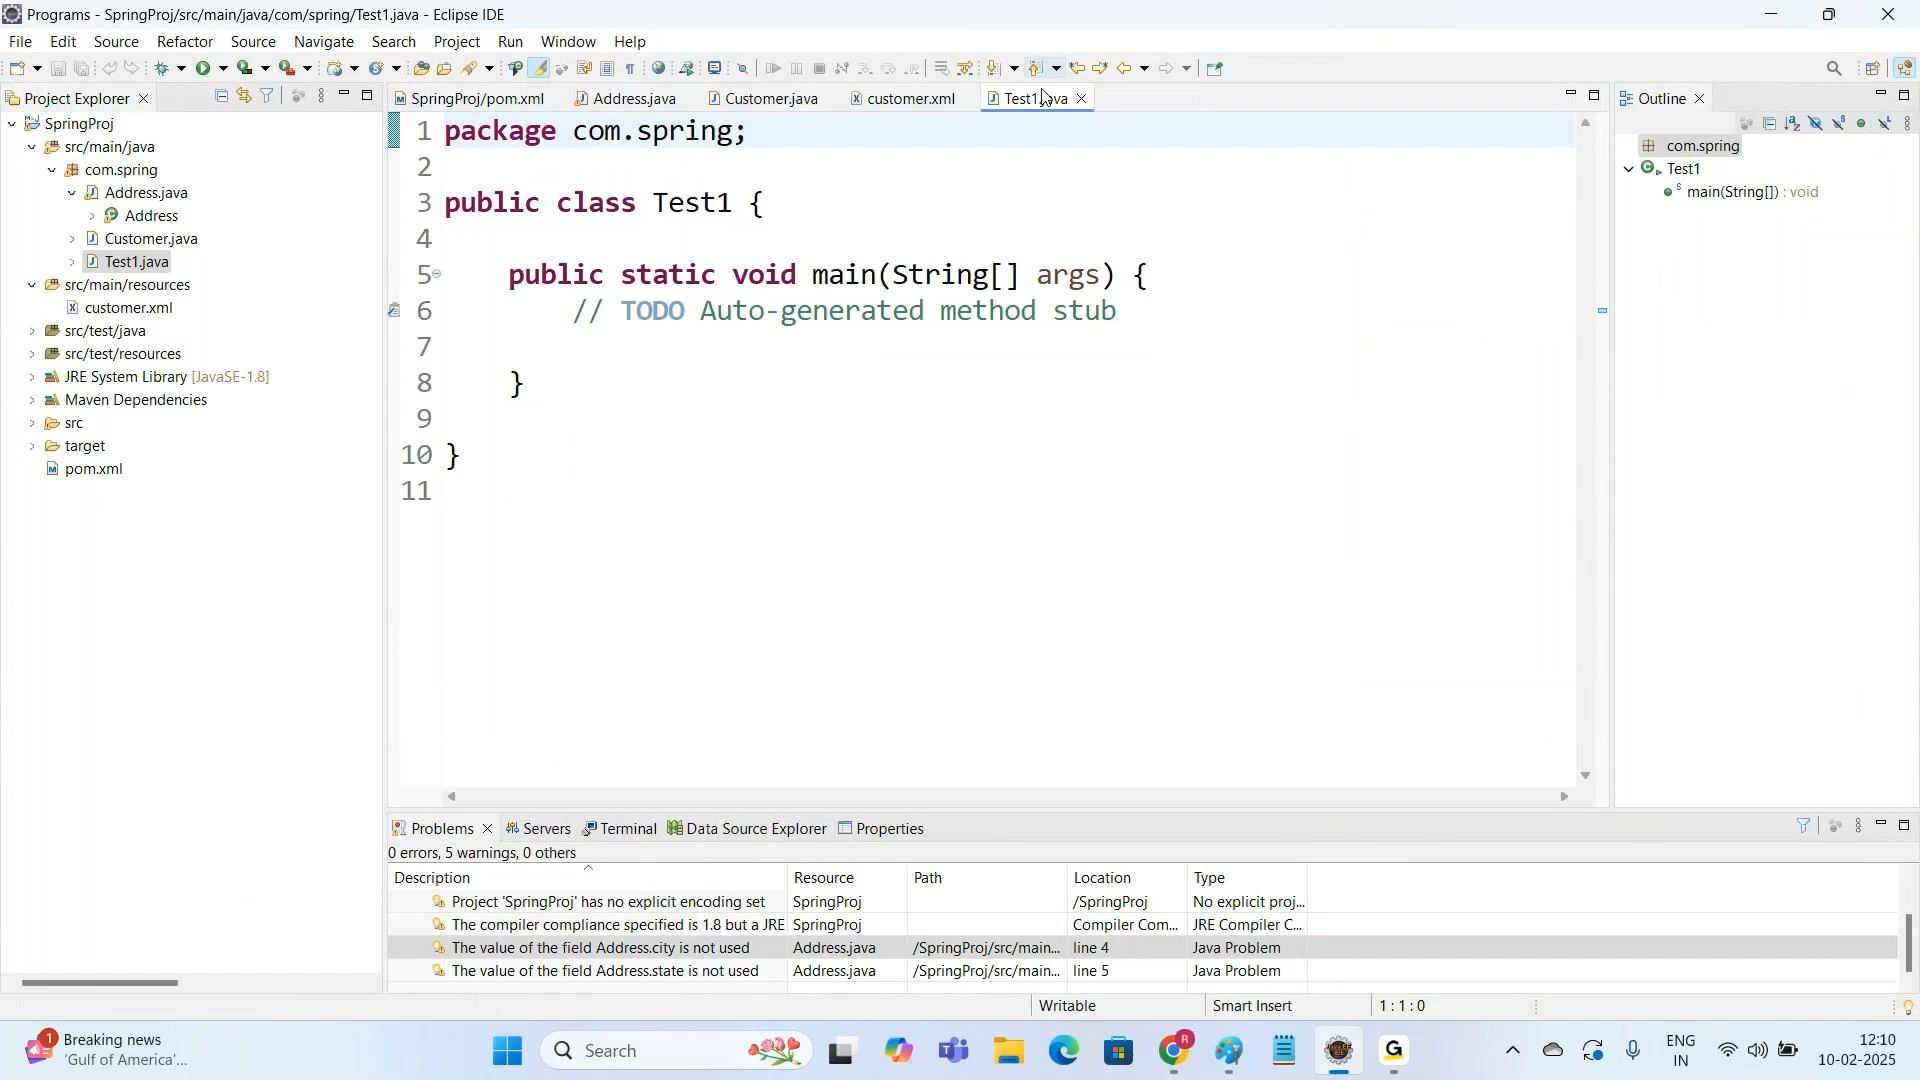 Programs - SpringProj/src/main/java/com/spring/Test1.java - Eclipse IDE
File Edit Source Refactor Source Navigate Search Project Run Window Help
Project Explorer
SpringProj
src/main/java
com.spring
Address.java
Address
Customer.java
Test1.java
src/main/resources
customer.xml
src/test/java
src/test/resources
JRE System Library [JavaSE-1.8]
Maven Dependencies
src
target
pom.xml
SpringProj/pom.xml Address.java Customer.java customer.xml Test1.java
1 package com.spring;
2
3 public class Test1 {
4
5 public static void main(String[] args) {
6 // TODO Auto-generated method stub
7
8 }
9
10 }
11
Outline
com.spring
Test1
main(String[]) : void
Problems Servers Terminal Data Source Explorer Properties
0 errors, 5 warnings, 0 others
Description Resource Path Location Type
Project 'SpringProj' has no explicit encoding set SpringProj /SpringProj No explicit proj...
The compiler compliance specified is 1.8 but a JRE SpringProj Compiler Com... JRE Compiler C...
The value of the field Address.city is not used Address.java /SpringProj/src/main... line 4 Java Problem
The value of the field Address.state is not used Address.java /SpringProj/src/main... line 5 Java Problem
Writable Smart Insert 1 : 1 : 0
1
Breaking news
'Gulf of America'...
Search
R
G
ENG
IN
12:10
10-02-2025